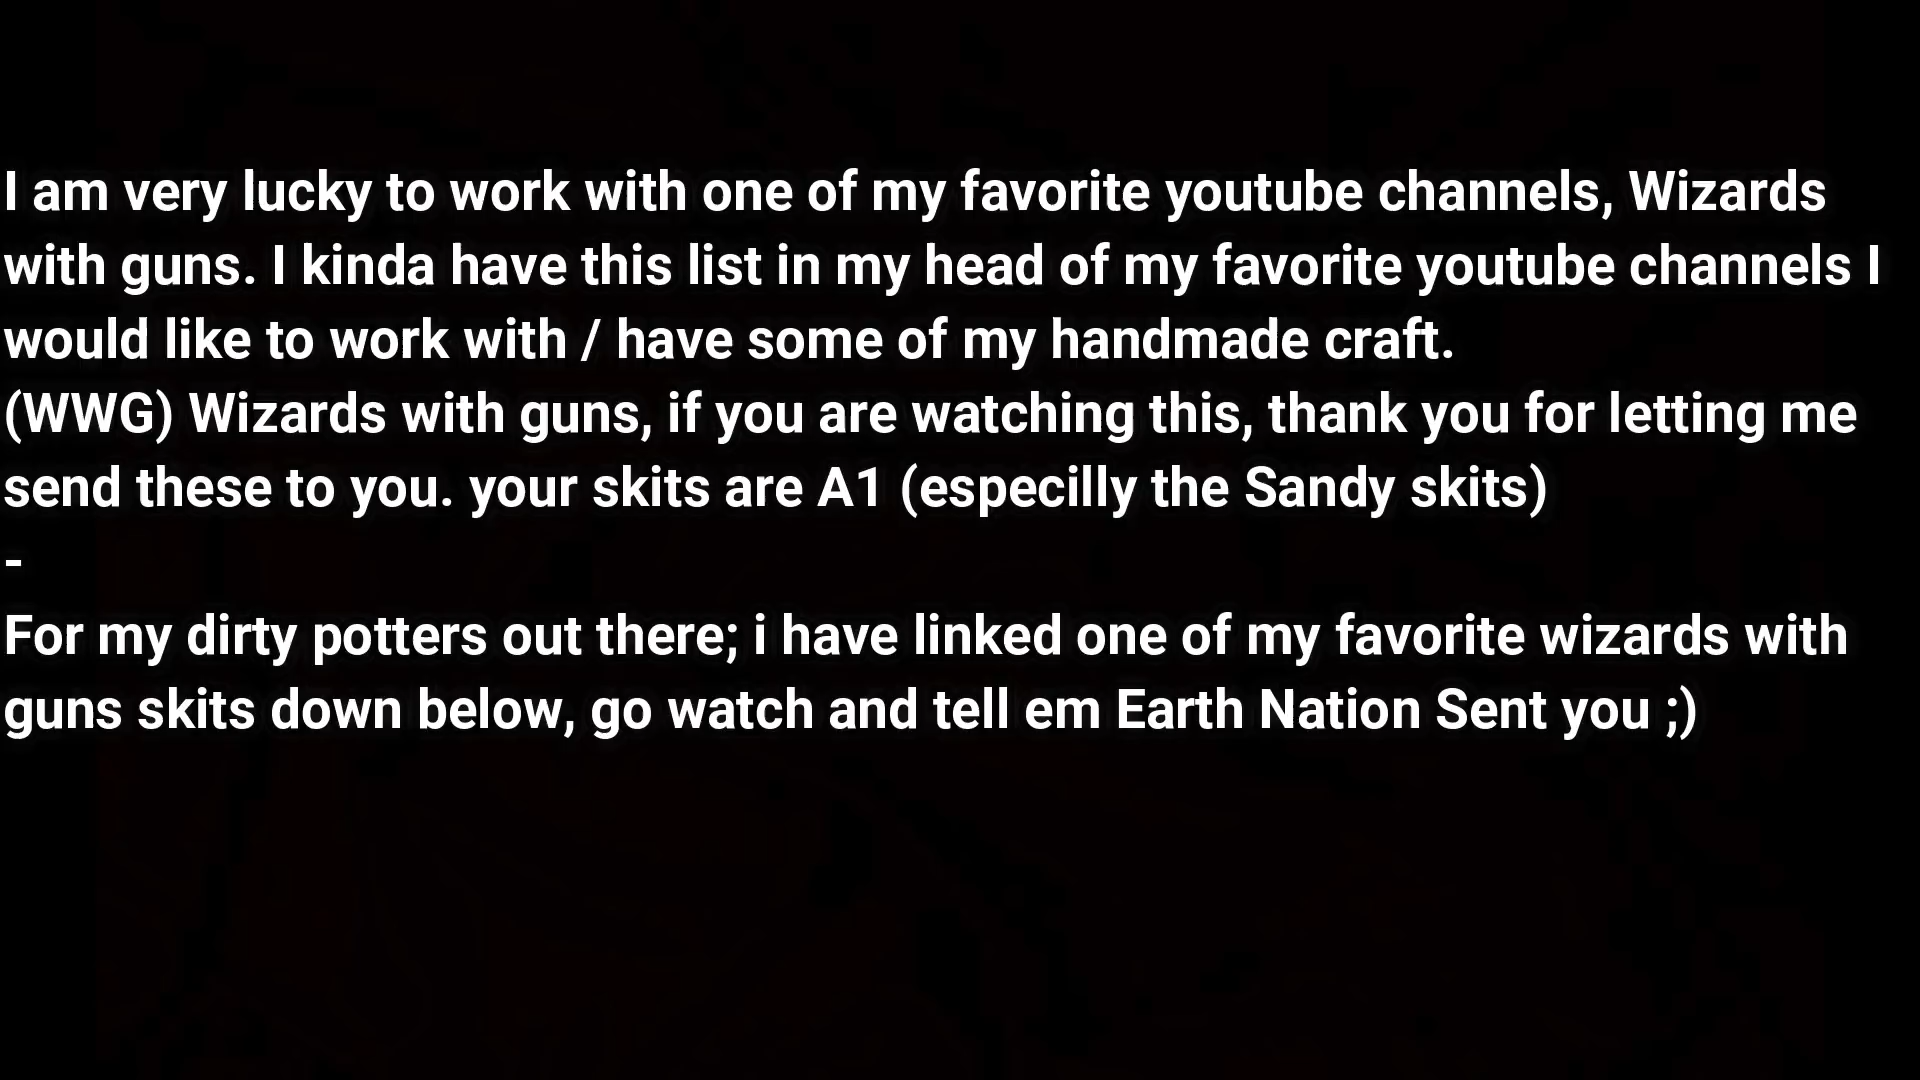 I am very lucky to work with one of my favorite youtube channels, Wizards
with guns. I kinda have this list in my head of my favorite youtube channels I
would like to work with / have some of my handmade craft.
(WWG) Wizards with guns, if you are watching this, thank you for letting me
send these to you. your skits are A1 (especilly the Sandy skits)
-
For my dirty potters out there; i have linked one of my favorite wizards with
guns skits down below, go watch and tell em Earth Nation Sent you ;)